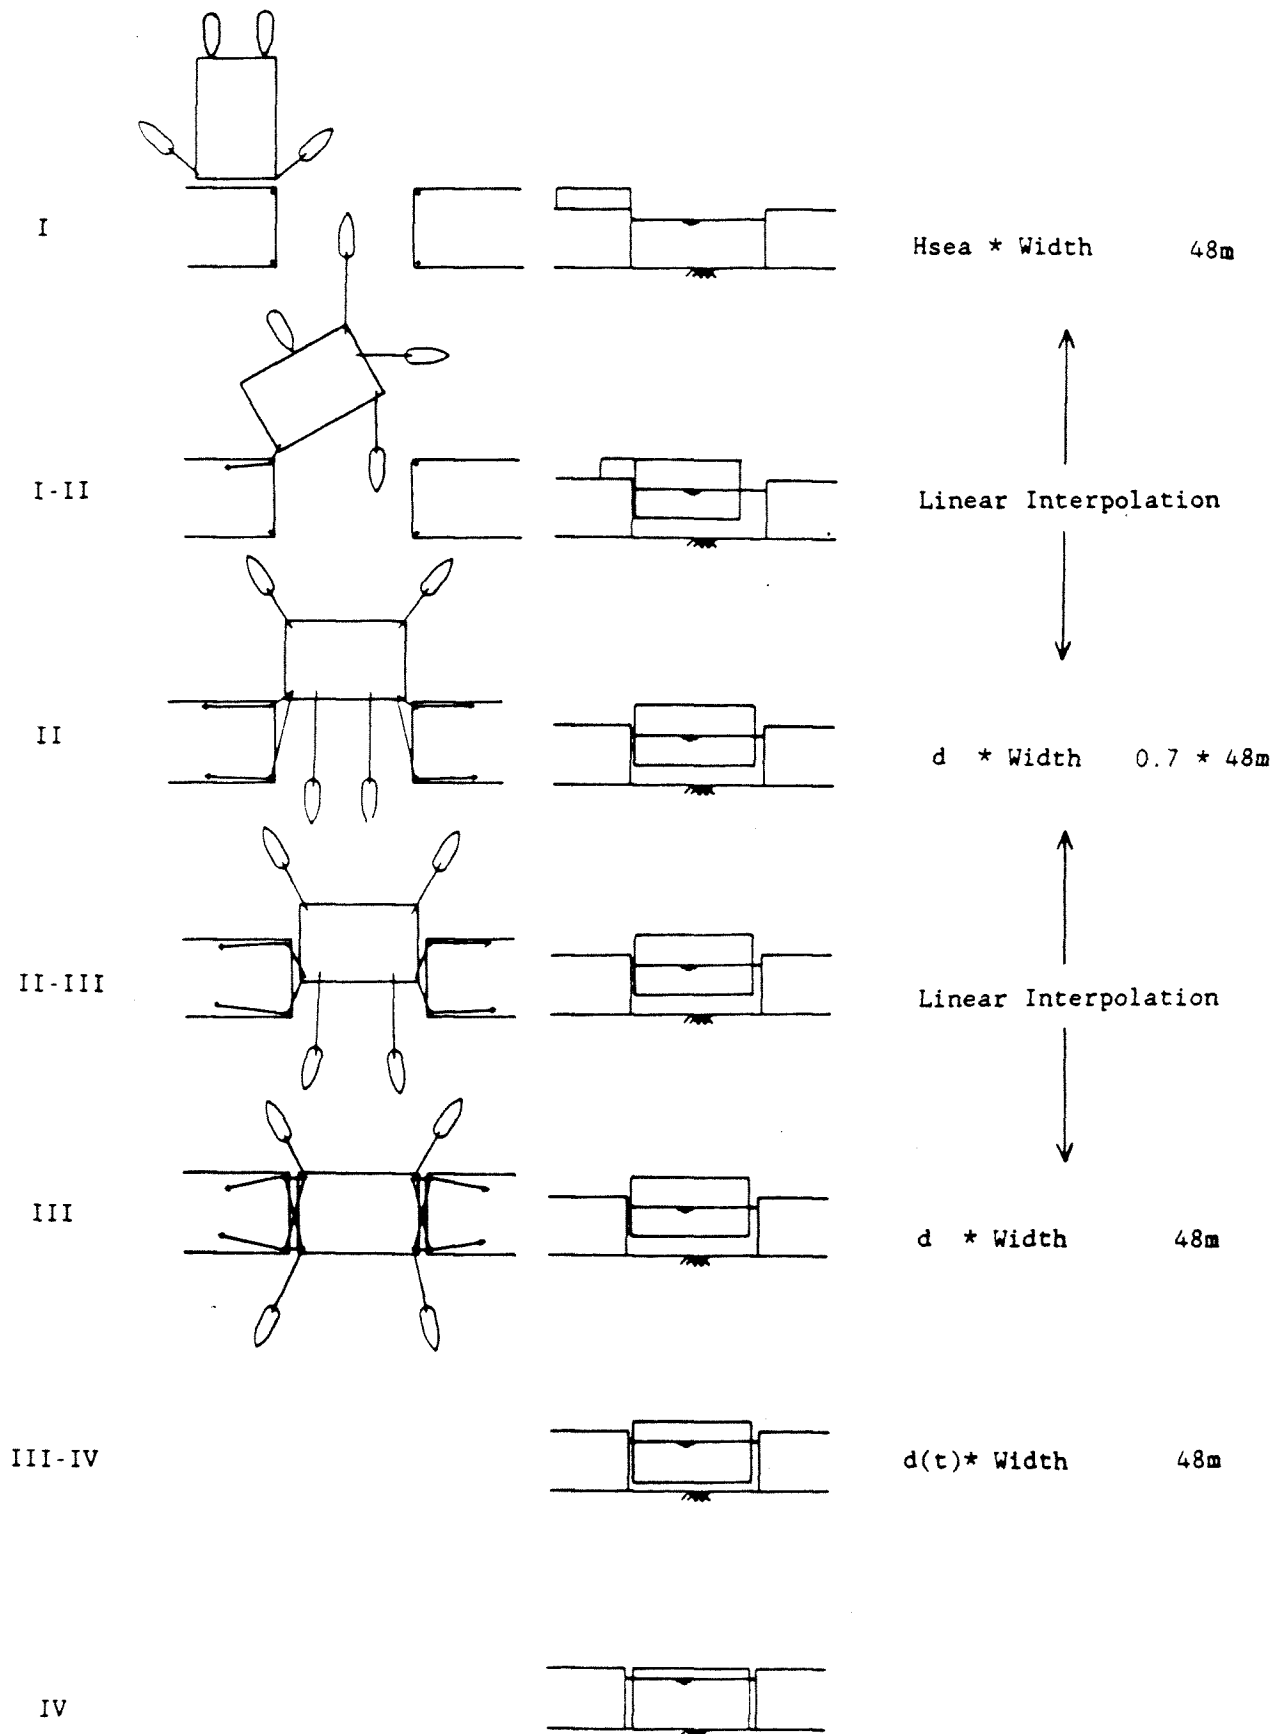 I
Hsea * Width 48m
I-II
Linear Interpolation
II
d * Width 0.7 * 48m
II-III
Linear Interpolation
III
d * Width 48m
III-IV
d(t)* Width 48m
IV